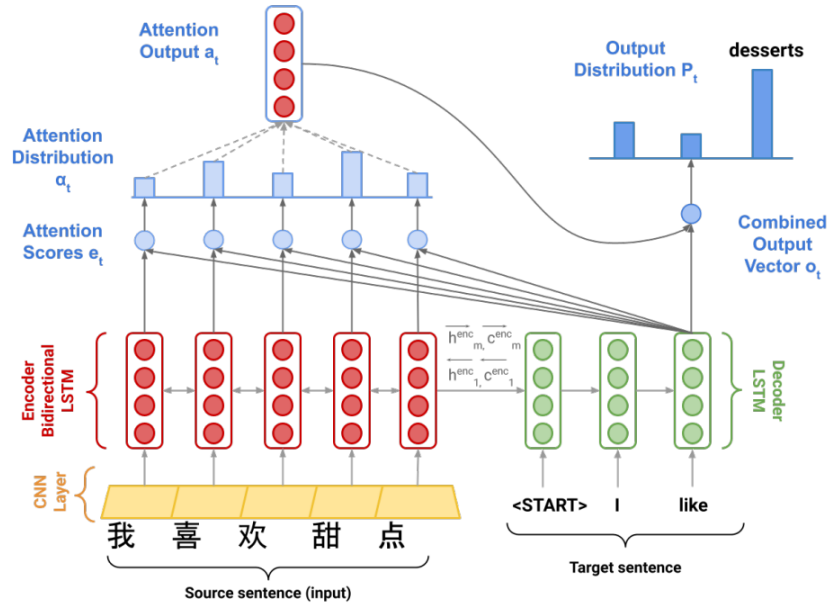 Attention
Output a_t
Output
Distribution P_t
desserts
Attention
Distribution
α_t
Attention
Scores e_t
Combined
Output
Vector o_t
Encoder
Bidirectional
LSTM
h^enc_m, c^enc_m
h^enc_1, c^enc_1
Decoder
LSTM
CNN
Layer
我 喜 欢 甜 点
<START> I like
Source sentence (input)
Target sentence